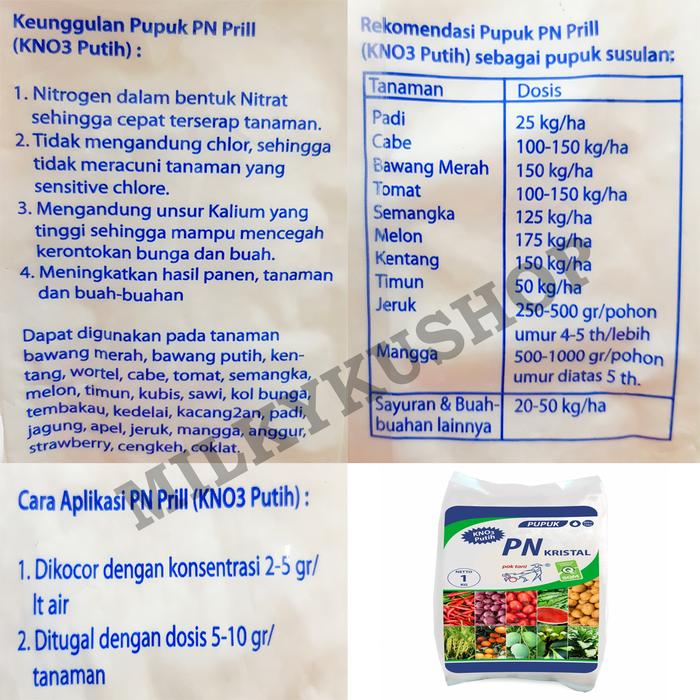 Keunggulan Pupuk PN Prill
(KNO3 Putih) :
1. Nitrogen dalam bentuk Nitrat
sehingga cepat terserap tanaman.
2. Tidak mengandung chlor, sehingga
tidak meracuni tanaman yang
sensitive chlore.
3. Mengandung unsur Kalium yang
tinggi sehingga mampu mencegah
kerontokan bunga dan buah.
4. Meningkatkan hasil panen, tanaman
dan buah-buahan
Dapat digunakan pada tanaman
bawang merah, bawang putih, ken-
tang, wortel, cabe, tomat, semangka,
melon, timun, kubis, sawi, kol bunga,
tembakau, kedelai, kacang2an, padi,
jagung, apel, jeruk, mangga, anggur,
strawberry, cengkeh, coklat.
Rekomendasi Pupuk PN Prill
(KNO3 Putih) sebagai pupuk susulan:
Tanaman Dosis
Padi 25 kg/ha
Cabe 100-150 kg/ha
Bawang Merah 150 kg/ha
Tomat 100-150 kg/ha
Semangka 125 kg/ha
Melon 175 kg/ha
Kentang 150 kg/ha
Timun 50 kg/ha
Jeruk 250-500 gr/pohon
umur 4-5 th/lebih
Mangga 500-1000 gr/pohon
umur diatas 5 th.
Sayuran & Buah- 20-50 kg/ha
buahan lainnya
MILKYKUSHOP
Cara Aplikasi PN Prill (KNO3 Putih) :
1. Dikocor dengan konsentrasi 2-5 gr/
lt air
2. Ditugal dengan dosis 5-10 gr/
tanaman
PUPUK
KNO3
Putih
PN KRISTAL
pak tani
NETTO
1
KG
SQM